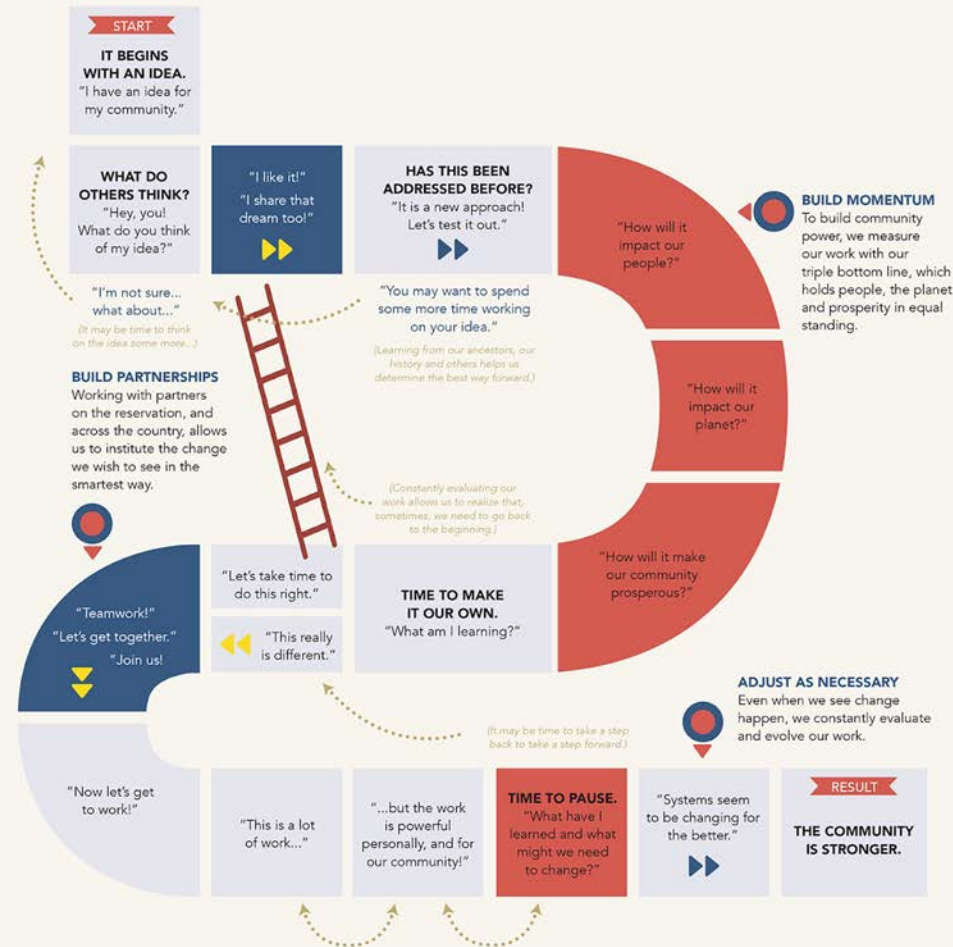 START
IT BEGINS
WITH AN IDEA.
"I have an idea for
my community."
WHAT DO
OTHERS THINK?
"Hey, you!
What do you think
of my idea?"
"I like it!"
"I share that
dream too!"
HAS THIS BEEN
ADDRESSED BEFORE?
"It is a new approach!
Let's test it out."
"How will it
impact our
people?"
BUILD MOMENTUM
To build community
power, we measure
our work with our
triple bottom line, which
holds people, the planet
and prosperity in equal
standing.
"I'm not sure...
what about..."
(It may be time to think
on the idea some more...)
"You may want to spend
some more time working
on your idea."
(Learning from our ancestors, our
history and others helps us
determine the best way forward.)
"How will it
impact our
planet?"
BUILD PARTNERSHIPS
Working with partners
on the reservation, and
across the country, allows
us to institute the change
we wish to see in the
smartest way.
(Constantly evaluating our
work allows us to realize that,
sometimes, we need to go back
to the beginning.)
"How will it make
our community
prosperous?"
TIME TO MAKE
IT OUR OWN.
"What am I learning?"
"Let's take time to
do this right."
"This really
is different."
"Teamwork!"
"Let's get together."
"Join us!
ADJUST AS NECESSARY
Even when we see change
happen, we constantly evaluate
and evolve our work.
(It may be time to take a step
back to take a step forward.)
"Now let's get
to work!"
"This is a lot
of work..."
"...but the work
is powerful
personally, and for
our community!"
TIME TO PAUSE.
"What have I
learned and what
might we need
to change?"
"Systems seem
to be changing for
the better."
RESULT
THE COMMUNITY
IS STRONGER.